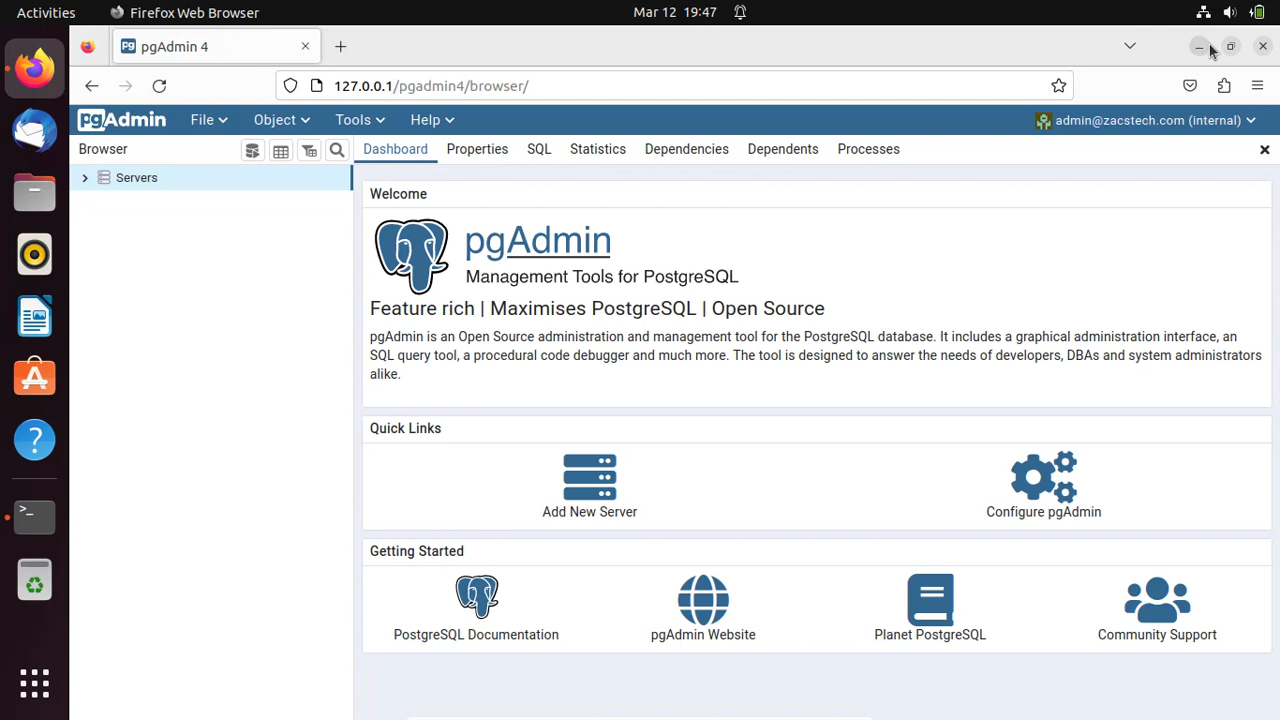 Activities
Firefox Web Browser
Mar 12 19:47
pgAdmin 4
127.0.0.1/pgadmin4/browser/
pgAdmin
File
Object
Tools
Help
admin@zacstech.com (internal)
Browser
Dashboard
Properties
SQL
Statistics
Dependencies
Dependents
Processes
Servers
Welcome
pgAdmin
Management Tools for PostgreSQL
Feature rich | Maximises PostgreSQL | Open Source
pgAdmin is an Open Source administration and management tool for the PostgreSQL database. It includes a graphical administration interface, an
SQL query tool, a procedural code debugger and much more. The tool is designed to answer the needs of developers, DBAs and system administrators
alike.
Quick Links
Add New Server
Configure pgAdmin
Getting Started
PostgreSQL Documentation
pgAdmin Website
Planet PostgreSQL
Community Support